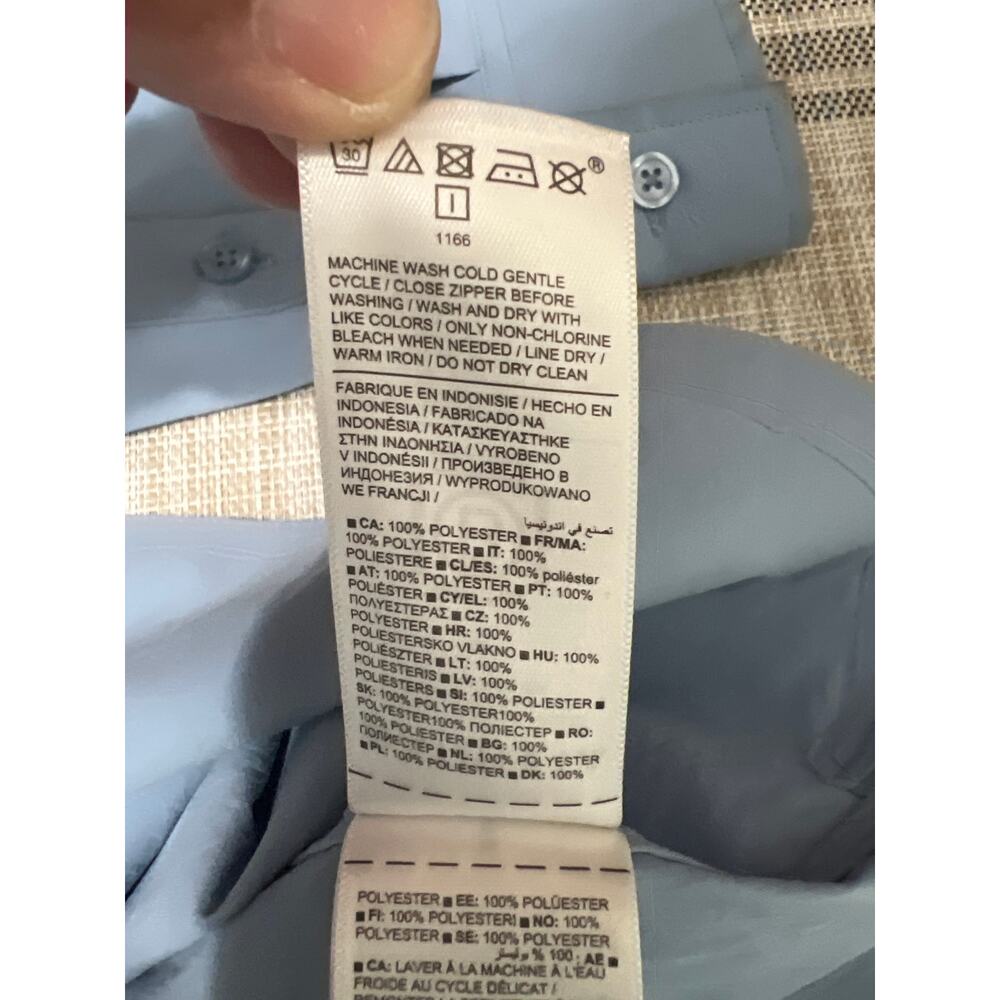 30
®
1166
MACHINE WASH COLD GENTLE
CYCLE / CLOSE ZIPPER BEFORE
WASHING / WASH AND DRY WITH
LIKE COLORS / ONLY NON-CHLORINE
BLEACH WHEN NEEDED / LINE DRY /
WARM IRON / DO NOT DRY CLEAN
FABRIQUE EN INDONISIE / HECHO EN
INDONESIA / FABRICADO NA
INDONÉSIA / ΚΑΤΑΣΚΕΥΑΣΤΗΚΕ
ΣΤΗΝ ΙΝΔΟΝΗΣΙΑ / VYROBENO
V INDONÉSII / ПРОИЗВЕДЕНО В
ИНДОНЕЗИЯ / WYPRODUKOWANO
WE FRANCJI /
تصنع في اندونيسيا
■ CA: 100% POLYESTER ■ FR/MA:
100% POLYESTER ■ IT: 100%
POLIESTERE ■ CL/ES: 100% poliéster
■ AT: 100% POLYESTER ■ PT: 100%
POLIÉSTER ■ CY/EL: 100%
ΠΟΛΥΕΣΤΕΡΑΣ ■ CZ: 100%
POLYESTER ■ HR: 100%
POLIESTERSKO VLAKNO ■ HU: 100%
POLIÉSZTER ■ LT: 100%
POLIESTERIS ■ LV: 100%
POLIESTERS ■ SI: 100% POLIESTER ■
SK: 100% POLYESTER100%
POLYESTER100% ПОЛІЕСТЕР ■ RO:
100% POLIESTER ■ BG: 100%
ПОЛИЕСТЕР ■ NL: 100% POLYESTER
■ PL: 100% POLIESTER ■ DK: 100%
POLYESTER ■ EE: 100% POLÜESTER
■ FI: 100% POLYESTERI ■ NO: 100%
POLYESTER ■ SE: 100% POLYESTER
■ AE: 100 % بوليستر
■ CA: LAVER À LA MACHINE À L'EAU
FROIDE AU CYCLE DÉLICAT /